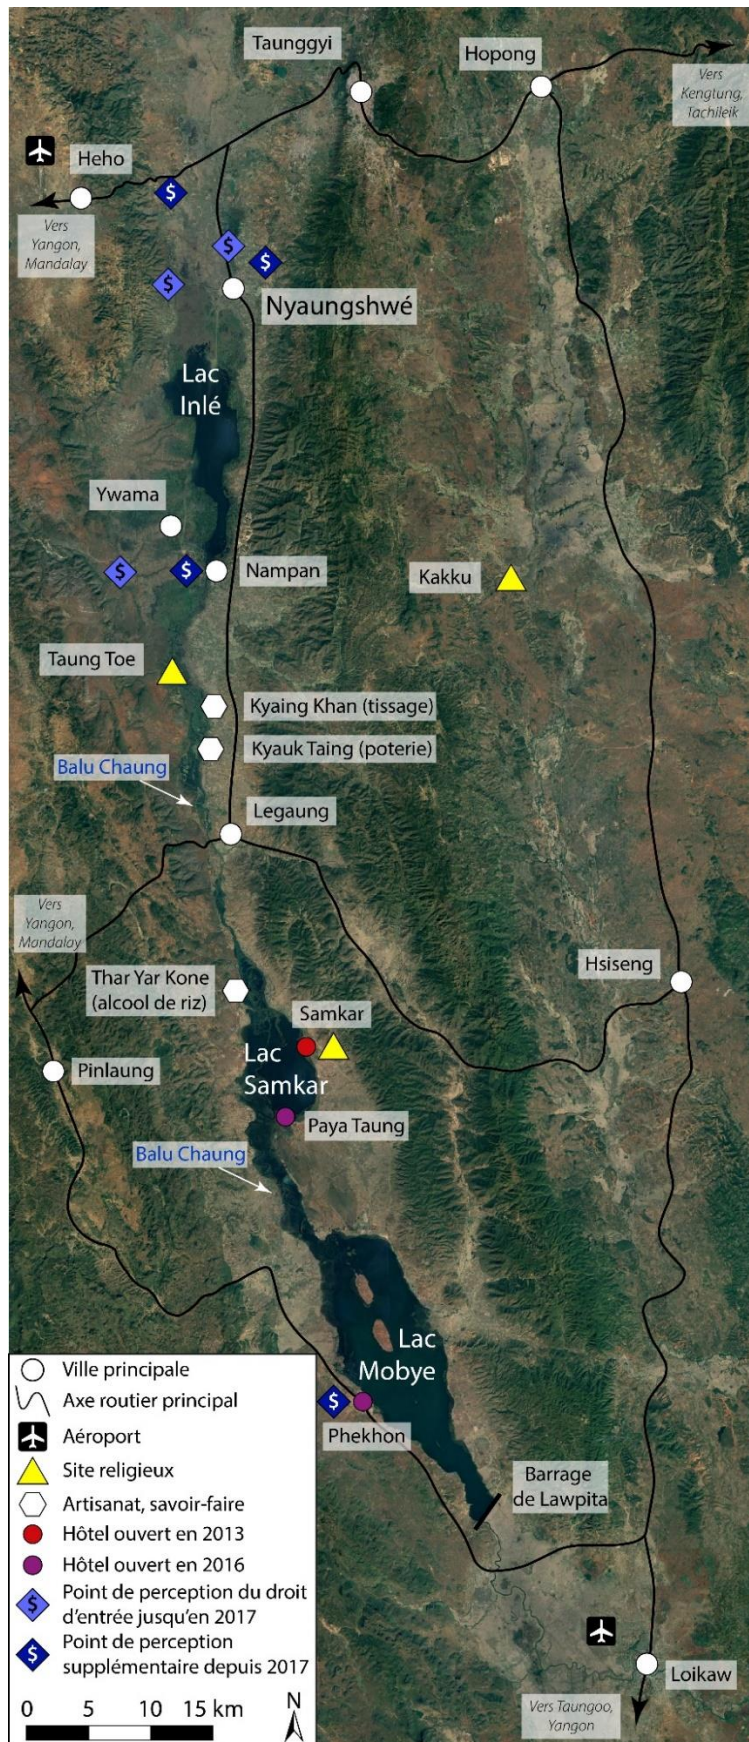 Taunggyi
Hopong
Vers
Kengtung,
Tachileik
Heho
Vers
Yangon,
Mandalay
$
$
$
$
Nyaungshwé
Lac
Inlé
Ywama
$
$
Nampan
Kakku
Taung Toe
Kyaing Khan (tissage)
Kyauk Taing (poterie)
Balu Chaung
Legaung
Vers
Yangon,
Mandalay
Thar Yar Kone
(alcool de riz)
Hsiseng
Samkar
Lac
Samkar
Pinlaung
Paya Taung
Balu Chaung
Lac
Mobye
$
Phekhon
Barrage
de Lawpita
Loikaw
Vers Taungoo,
Yangon
Ville principale
Axe routier principal
Aéroport
Site religieux
Artisanat, savoir-faire
Hôtel ouvert en 2013
Hôtel ouvert en 2016
$ Point de perception du droit
d'entrée jusqu'en 2017
$ Point de perception
supplémentaire depuis 2017
0 5 10 15 km
N